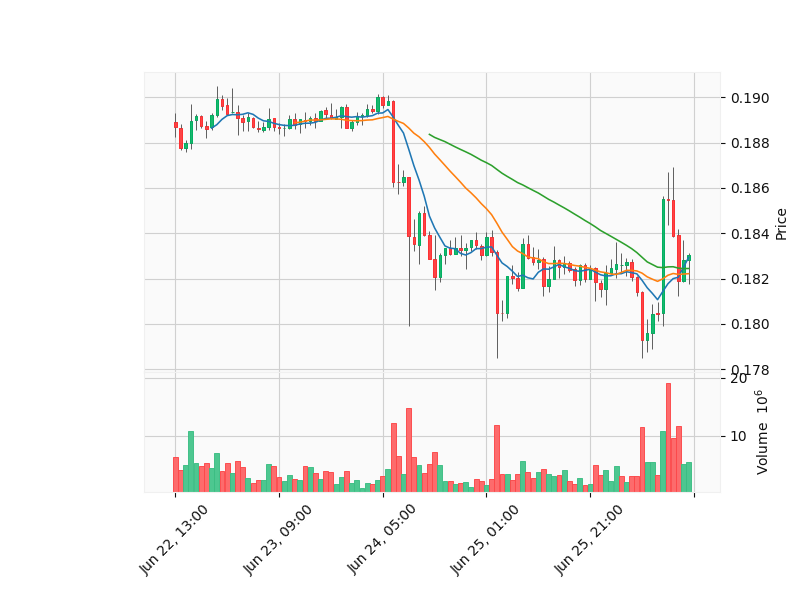 0.190
0.188
0.186
0.184
0.182
0.180
0.178
Price
20
10
Volume 10^6
Jun 22, 13:00
Jun 23, 09:00
Jun 24, 05:00
Jun 25, 01:00
Jun 25, 21:00